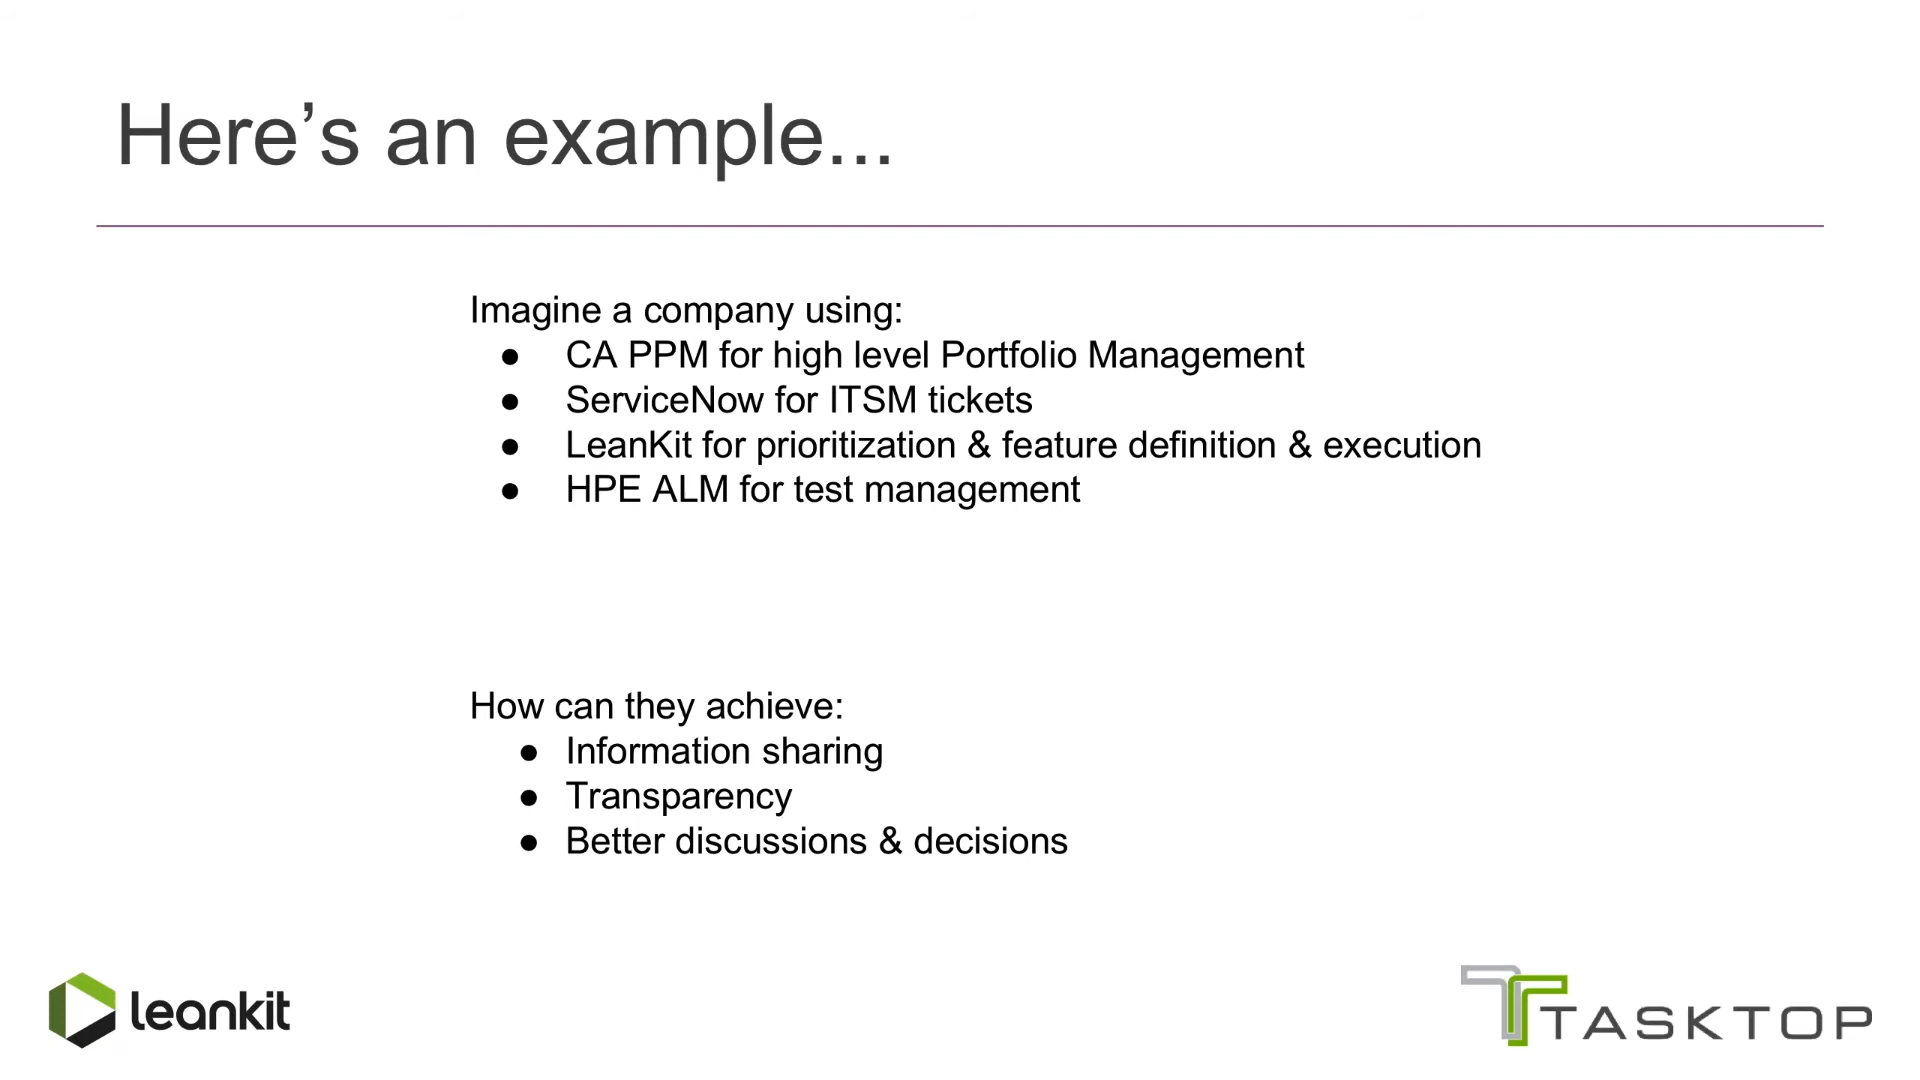 Here’s an example...
Imagine a company using:
● CA PPM for high level Portfolio Management
● ServiceNow for ITSM tickets
● LeanKit for prioritization & feature definition & execution
● HPE ALM for test management
How can they achieve:
● Information sharing
● Transparency
● Better discussions & decisions
leankit
TASKTOP